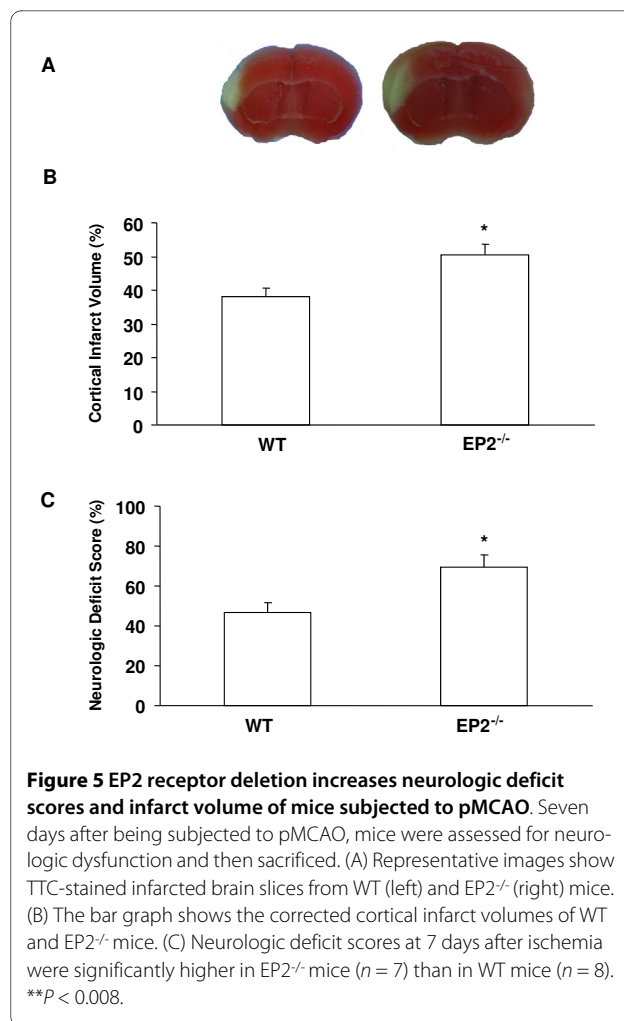 A
B
Cortical Infarct Volume (%)
60
50
40
30
20
10
0
*
WT
EP2-/-
C
Neurologic Deficit Score (%)
100
80
60
40
20
0
*
WT
EP2-/-
Figure 5 EP2 receptor deletion increases neurologic deficit
scores and infarct volume of mice subjected to pMCAO. Seven
days after being subjected to pMCAO, mice were assessed for neuro-
logic dysfunction and then sacrificed. (A) Representative images show
TTC-stained infarcted brain slices from WT (left) and EP2-/- (right) mice.
(B) The bar graph shows the corrected cortical infarct volumes of WT
and EP2-/- mice. (C) Neurologic deficit scores at 7 days after ischemia
were significantly higher in EP2-/- mice (n = 7) than in WT mice (n = 8).
**P < 0.008.